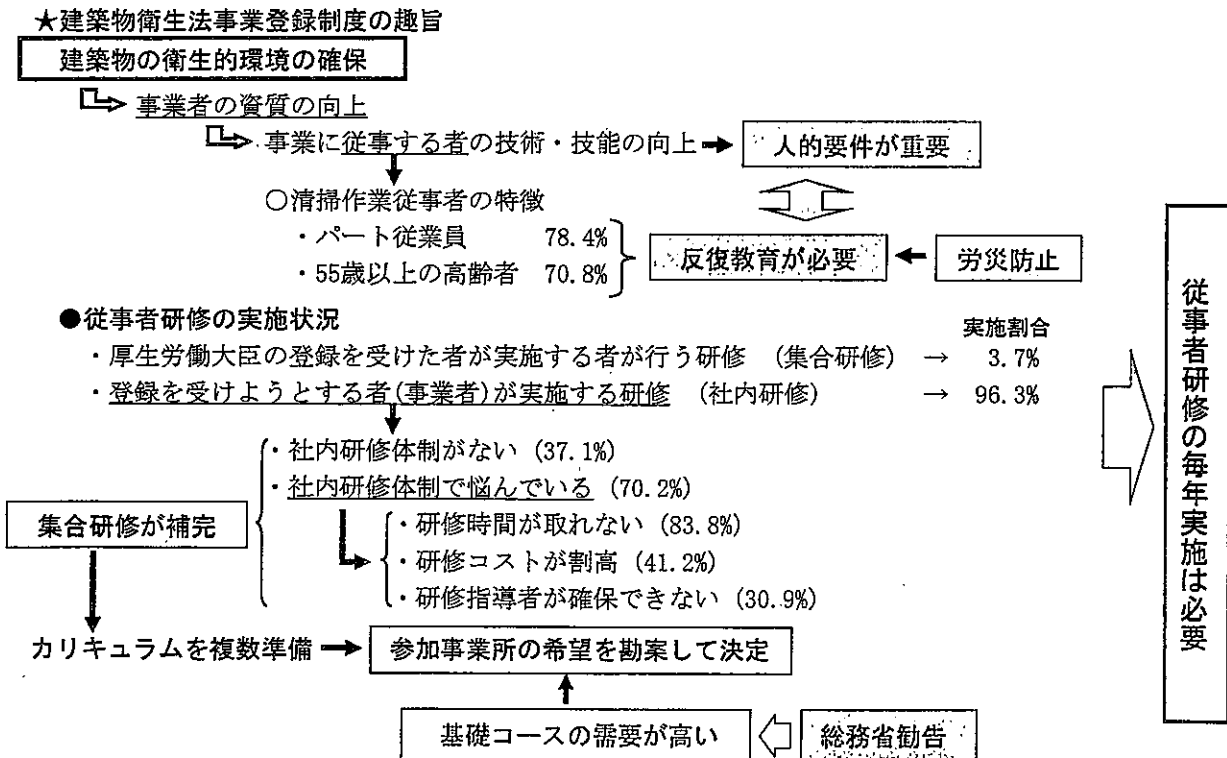 ★建築物衛生法事業登録制度の趣旨
建築物の衛生的環境の確保
事業者の資質の向上
事業に従事する者の技術・技能の向上 → 人的要件が重要
○清掃作業従事者の特徴
・パート従業員 78.4%
・55歳以上の高齢者 70.8%
反復教育が必要 ← 労災防止
●従事者研修の実施状況 実施割合
・厚生労働大臣の登録を受けた者が実施する者が行う研修 (集合研修) → 3.7%
・登録を受けようとする者(事業者)が実施する研修 (社内研修) → 96.3%
・社内研修体制がない (37.1%)
・社内研修体制で悩んでいる (70.2%)
集合研修が補完
・研修時間が取れない (83.8%)
・研修コストが割高 (41.2%)
・研修指導者が確保できない (30.9%)
カリキュラムを複数準備 → 参加事業所の希望を勘案して決定
基礎コースの需要が高い 総務省勧告
従事者研修の毎年実施は必要